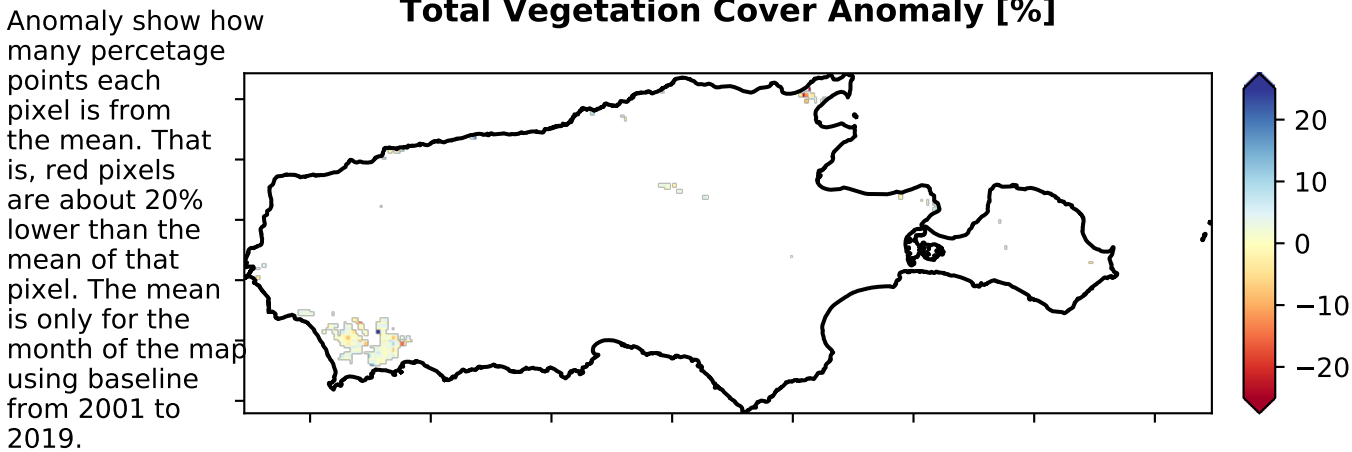 Total Vegetation Cover Anomaly [%]
Anomaly show how
many percetage
points each
pixel is from
the mean. That
is, red pixels
are about 20%
lower than the
mean of that
pixel. The mean
is only for the
month of the map
using baseline
from 2001 to
2019.
20
10
0
−10
−20